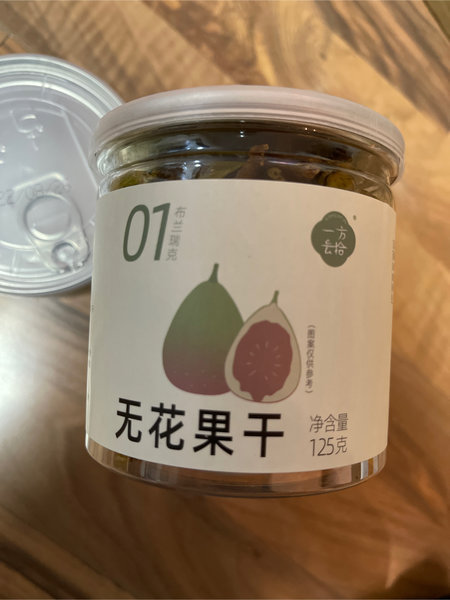 01
布兰瑞克
一方
云恰
®
(图案仅供参考)
无花果干
净含量
125克